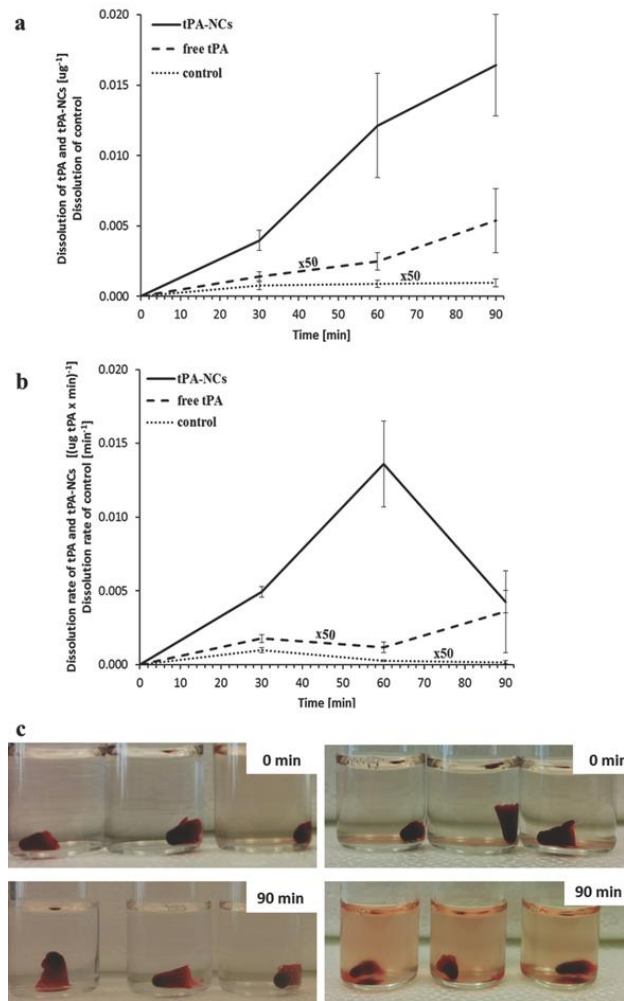 a
Dissolution of tPA and tPA-NCs [ug⁻¹]
Dissolution of control
0.020
0.015
0.010
0.005
0.000
tPA-NCs
free tPA
control
x50
x50
0 10 20 30 40 50 60 70 80 90
Time [min]
b
Dissolution rate of tPA and tPA-NCs [(ug tPA x min)⁻¹]
Dissolution rate of control [min⁻¹]
0.020
0.015
0.010
0.005
0.000
tPA-NCs
free tPA
control
x50
x50
0 10 20 30 40 50 60 70 80 90
Time [min]
c
0 min
0 min
90 min
90 min